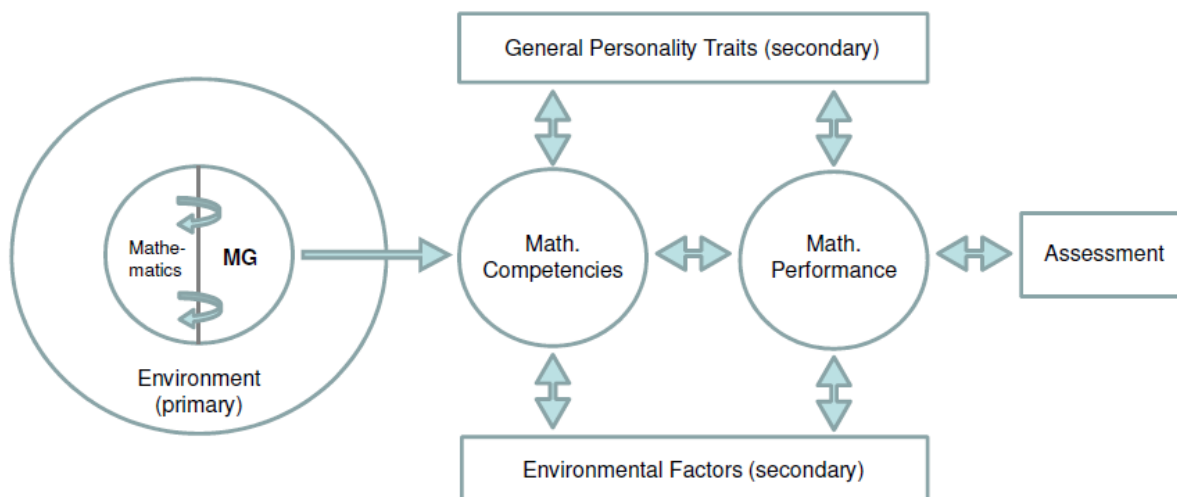 General Personality Traits (secondary)
Mathe-
matics
MG
Environment
(primary)
Math.
Competencies
Math.
Performance
Assessment
Environmental Factors (secondary)